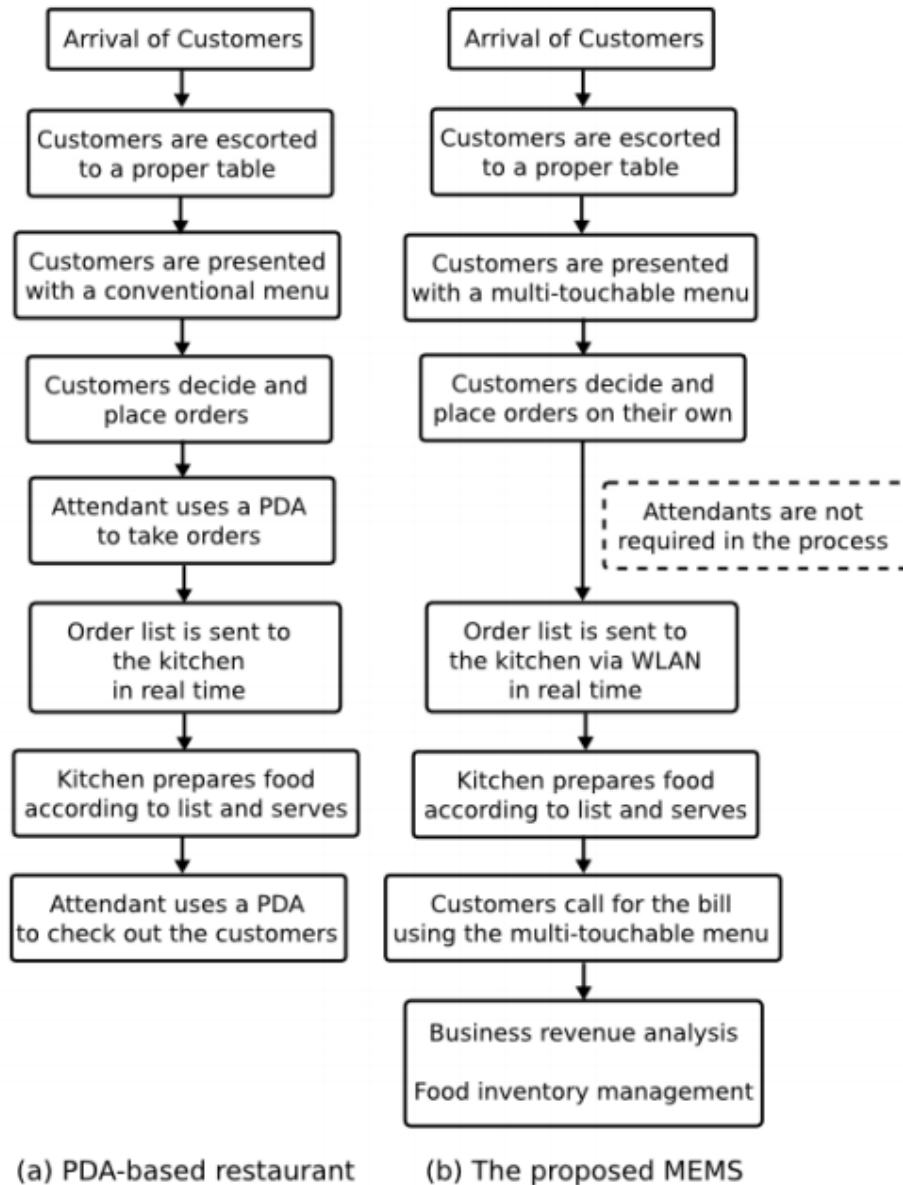 Arrival of Customers
Customers are escorted
to a proper table
Customers are presented
with a conventional menu
Customers decide and
place orders
Attendant uses a PDA
to take orders
Order list is sent to
the kitchen
in real time
Kitchen prepares food
according to list and serves
Attendant uses a PDA
to check out the customers
(a) PDA-based restaurant
Arrival of Customers
Customers are escorted
to a proper table
Customers are presented
with a multi-touchable menu
Customers decide and
place orders on their own
Attendants are not
required in the process
Order list is sent to
the kitchen via WLAN
in real time
Kitchen prepares food
according to list and serves
Customers call for the bill
using the multi-touchable menu
Business revenue analysis
Food inventory management
(b) The proposed MEMS